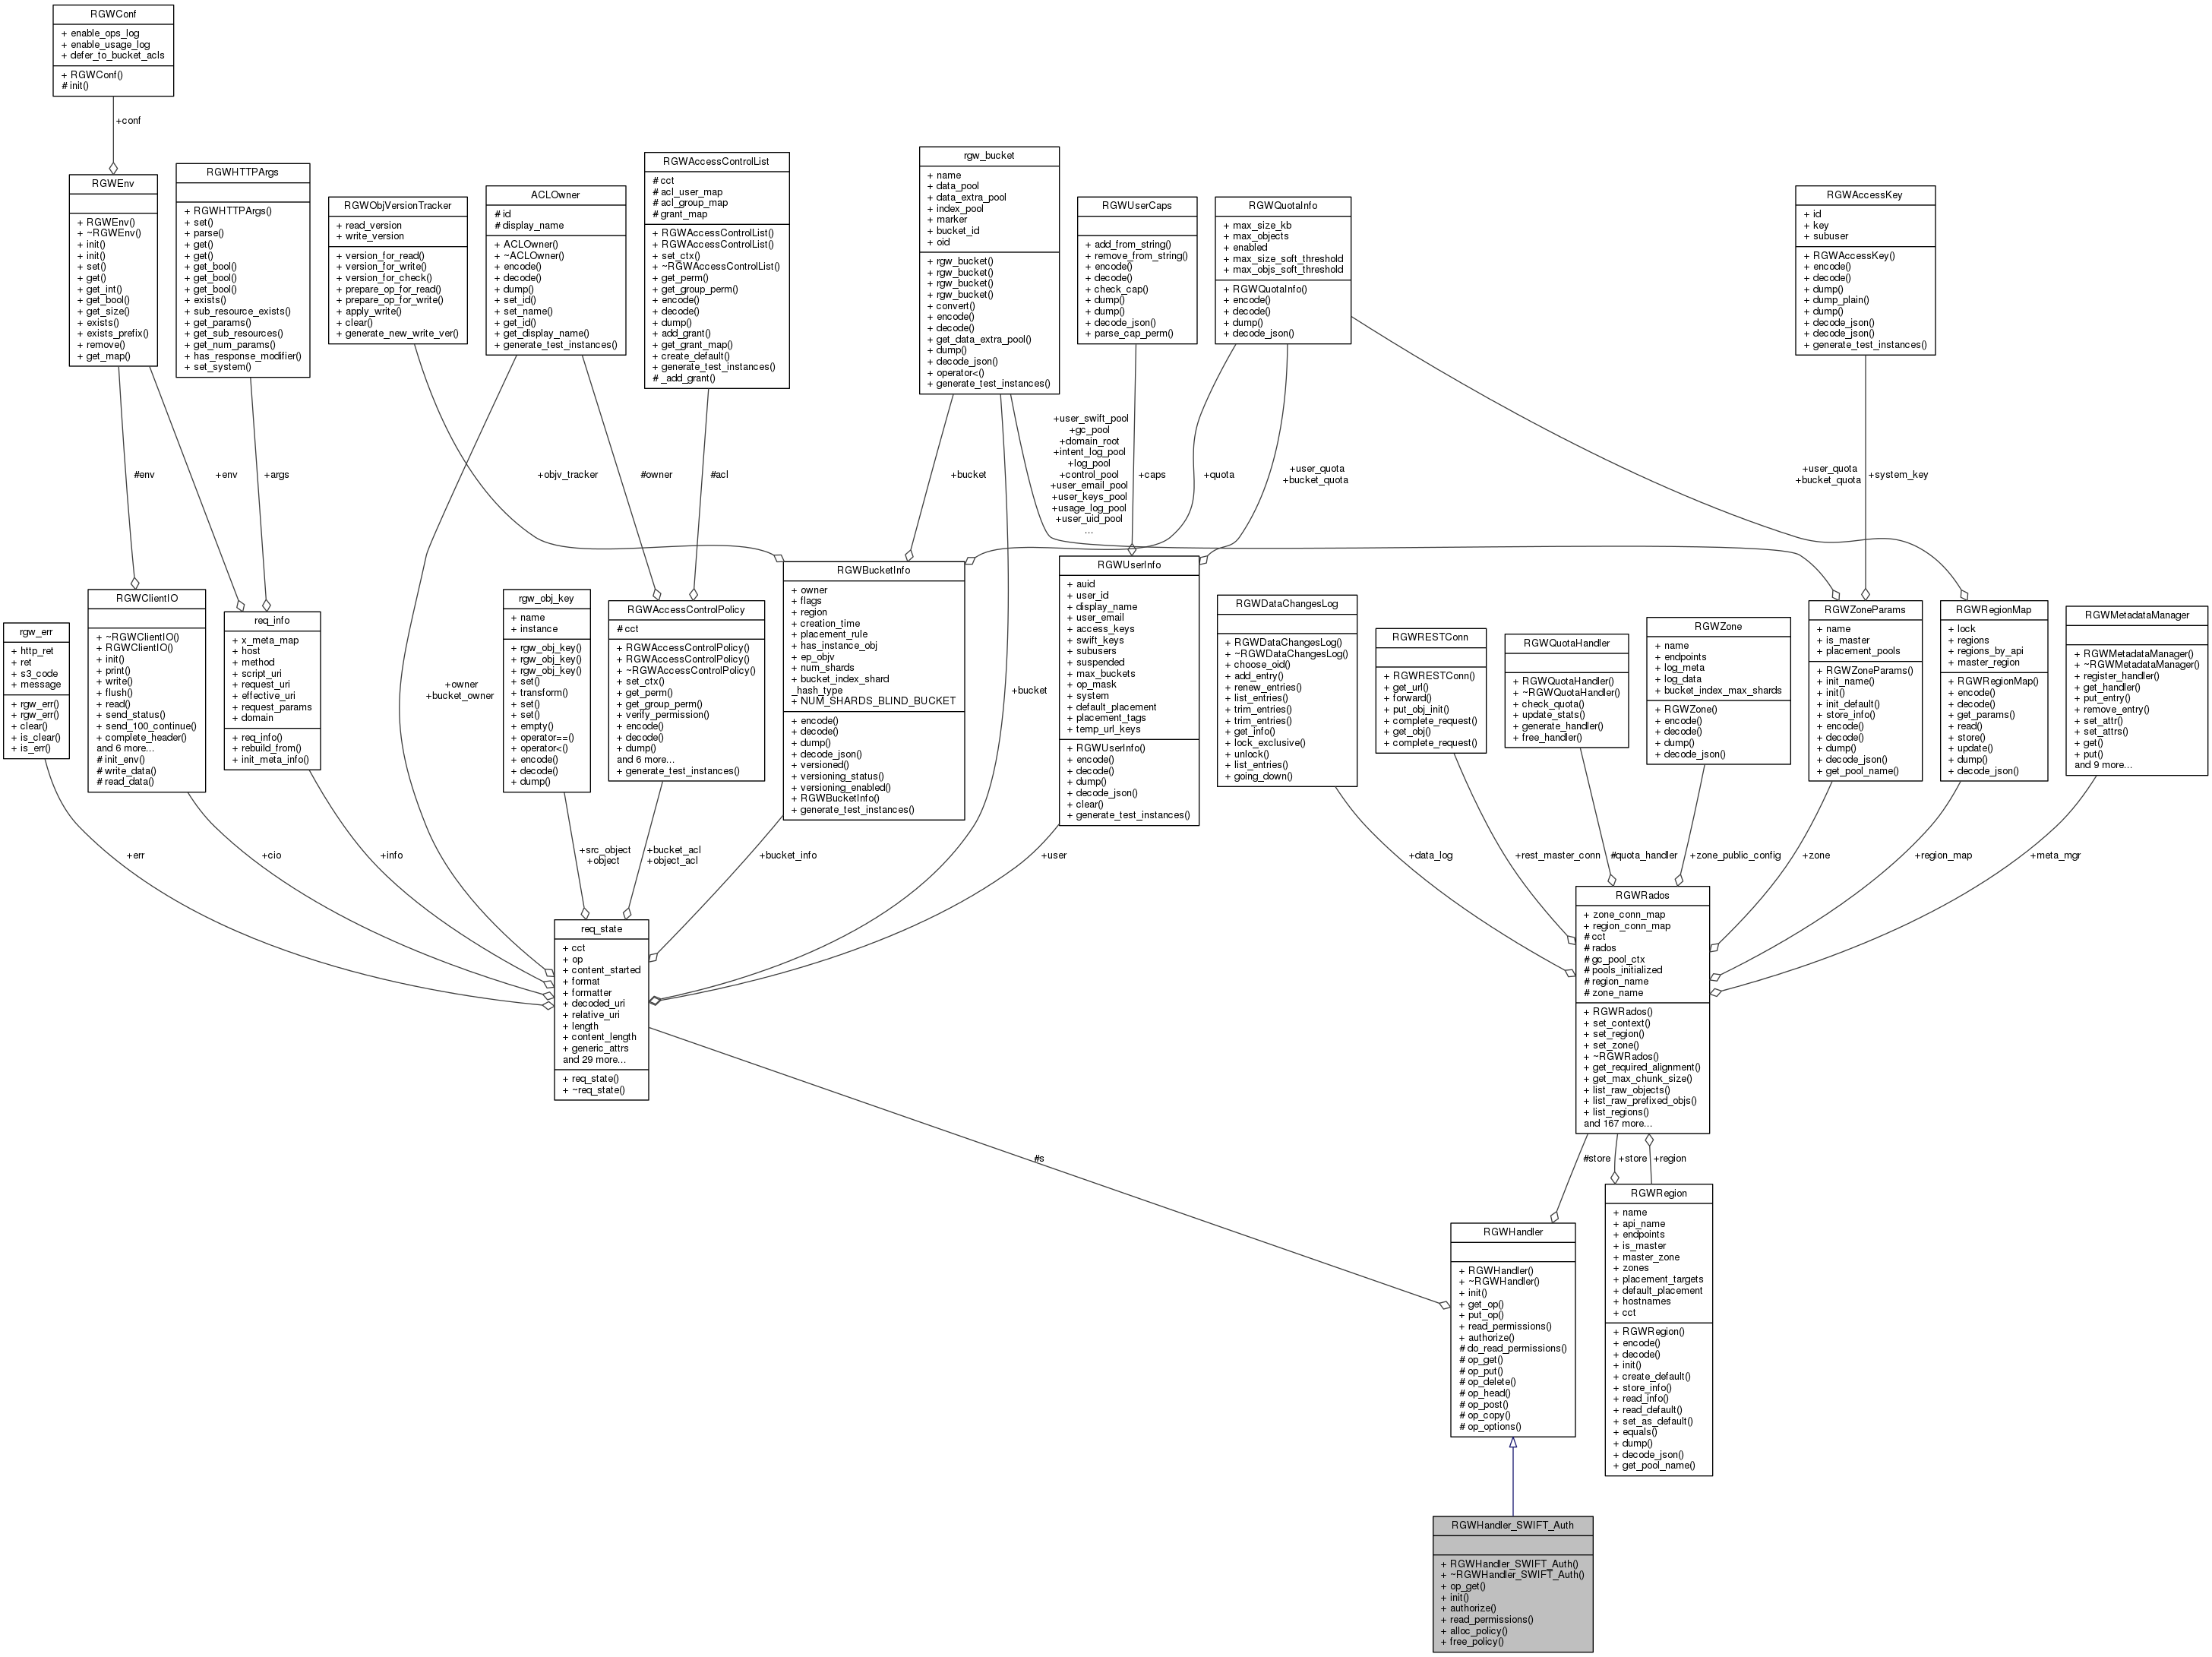 RGWConf
+ enable_ops_log
+ enable_usage_log
+ defer_to_bucket_acls
+ RGWConf()
# init()
+conf
RGWEnv
+ RGWEnv()
+ ~RGWEnv()
+ init()
+ init()
+ set()
+ get()
+ get_int()
+ get_bool()
+ get_size()
+ exists()
+ exists_prefix()
+ remove()
+ get_map()
RGWHTTPArgs
+ RGWHTTPArgs()
+ set()
+ parse()
+ get()
+ get()
+ get_bool()
+ get_bool()
+ get_bool()
+ exists()
+ sub_resource_exists()
+ get_params()
+ get_sub_resources()
+ get_num_params()
+ has_response_modifier()
+ set_system()
RGWObjVersionTracker
+ read_version
+ write_version
+ version_for_read()
+ version_for_write()
+ version_for_check()
+ prepare_op_for_read()
+ prepare_op_for_write()
+ apply_write()
+ clear()
+ generate_new_write_ver()
ACLOwner
# id
# display_name
+ ACLOwner()
+ ~ACLOwner()
+ encode()
+ decode()
+ dump()
+ set_id()
+ set_name()
+ get_id()
+ get_display_name()
+ generate_test_instances()
RGWAccessControlList
# cct
# acl_user_map
# acl_group_map
# grant_map
+ RGWAccessControlList()
+ RGWAccessControlList()
+ set_ctx()
+ ~RGWAccessControlList()
+ get_perm()
+ get_group_perm()
+ encode()
+ decode()
+ dump()
+ add_grant()
+ get_grant_map()
+ create_default()
+ generate_test_instances()
# _add_grant()
rgw_bucket
+ name
+ data_pool
+ data_extra_pool
+ index_pool
+ marker
+ bucket_id
+ oid
+ rgw_bucket()
+ rgw_bucket()
+ rgw_bucket()
+ rgw_bucket()
+ convert()
+ encode()
+ decode()
+ get_data_extra_pool()
+ dump()
+ decode_json()
+ operator<()
+ generate_test_instances()
RGWUserCaps
+ add_from_string()
+ remove_from_string()
+ encode()
+ decode()
+ check_cap()
+ dump()
+ dump()
+ decode_json()
+ parse_cap_perm()
RGWQuotaInfo
+ max_size_kb
+ max_objects
+ enabled
+ max_size_soft_threshold
+ max_objs_soft_threshold
+ RGWQuotaInfo()
+ encode()
+ decode()
+ dump()
+ decode_json()
RGWAccessKey
+ id
+ key
+ subuser
+ RGWAccessKey()
+ encode()
+ decode()
+ dump()
+ dump_plain()
+ dump()
+ decode_json()
+ decode_json()
+ generate_test_instances()
#env
+env
+args
+objv_tracker
#owner
#acl
+bucket
+user_swift_pool
+gc_pool
+domain_root
+intent_log_pool
+log_pool
+control_pool
+user_email_pool
+user_keys_pool
+usage_log_pool
+user_uid_pool
...
+caps
+quota
+user_quota
+bucket_quota
+user_quota
+bucket_quota
+system_key
rgw_err
+ http_ret
+ ret
+ s3_code
+ message
+ rgw_err()
+ rgw_err()
+ clear()
+ is_clear()
+ is_err()
RGWClientIO
+ ~RGWClientIO()
+ RGWClientIO()
+ init()
+ print()
+ write()
+ flush()
+ read()
+ send_status()
+ send_100_continue()
+ complete_header()
and 6 more...
# init_env()
# write_data()
# read_data()
req_info
+ x_meta_map
+ host
+ method
+ script_uri
+ request_uri
+ effective_uri
+ request_params
+ domain
+ req_info()
+ rebuild_from()
+ init_meta_info()
+owner
+bucket_owner
rgw_obj_key
+ name
+ instance
+ rgw_obj_key()
+ rgw_obj_key()
+ rgw_obj_key()
+ set()
+ transform()
+ set()
+ set()
+ empty()
+ operator==()
+ operator<()
+ encode()
+ decode()
+ dump()
RGWAccessControlPolicy
# cct
+ RGWAccessControlPolicy()
+ RGWAccessControlPolicy()
+ ~RGWAccessControlPolicy()
+ set_ctx()
+ get_perm()
+ get_group_perm()
+ verify_permission()
+ encode()
+ decode()
+ dump()
and 6 more...
+ generate_test_instances()
RGWBucketInfo
+ owner
+ flags
+ region
+ creation_time
+ placement_rule
+ has_instance_obj
+ ep_objv
+ num_shards
+ bucket_index_shard
_hash_type
+ NUM_SHARDS_BLIND_BUCKET
+ encode()
+ decode()
+ dump()
+ decode_json()
+ versioned()
+ versioning_status()
+ versioning_enabled()
+ RGWBucketInfo()
+ generate_test_instances()
+bucket
RGWUserInfo
+ auid
+ user_id
+ display_name
+ user_email
+ access_keys
+ swift_keys
+ subusers
+ suspended
+ max_buckets
+ op_mask
+ system
+ default_placement
+ placement_tags
+ temp_url_keys
+ RGWUserInfo()
+ encode()
+ decode()
+ dump()
+ decode_json()
+ clear()
+ generate_test_instances()
RGWDataChangesLog
+ RGWDataChangesLog()
+ ~RGWDataChangesLog()
+ choose_oid()
+ add_entry()
+ renew_entries()
+ list_entries()
+ trim_entries()
+ trim_entries()
+ get_info()
+ lock_exclusive()
+ unlock()
+ list_entries()
+ going_down()
RGWRESTConn
+ RGWRESTConn()
+ get_url()
+ forward()
+ put_obj_init()
+ complete_request()
+ get_obj()
+ complete_request()
RGWQuotaHandler
+ RGWQuotaHandler()
+ ~RGWQuotaHandler()
+ check_quota()
+ update_stats()
+ generate_handler()
+ free_handler()
RGWZone
+ name
+ endpoints
+ log_meta
+ log_data
+ bucket_index_max_shards
+ RGWZone()
+ encode()
+ decode()
+ dump()
+ decode_json()
RGWZoneParams
+ name
+ is_master
+ placement_pools
+ RGWZoneParams()
+ init_name()
+ init()
+ init_default()
+ store_info()
+ encode()
+ decode()
+ dump()
+ decode_json()
+ get_pool_name()
RGWRegionMap
+ lock
+ regions
+ regions_by_api
+ master_region
+ RGWRegionMap()
+ encode()
+ decode()
+ get_params()
+ read()
+ store()
+ update()
+ dump()
+ decode_json()
RGWMetadataManager
+ RGWMetadataManager()
+ ~RGWMetadataManager()
+ register_handler()
+ get_handler()
+ put_entry()
+ remove_entry()
+ set_attr()
+ set_attrs()
+ get()
+ put()
and 9 more...
+err
+cio
+info
+src_object
+object
+bucket_acl
+object_acl
+bucket_info
+user
+data_log
+rest_master_conn
#quota_handler
+zone_public_config
+zone
+region_map
+meta_mgr
req_state
+ cct
+ op
+ content_started
+ format
+ formatter
+ decoded_uri
+ relative_uri
+ length
+ content_length
+ generic_attrs
and 29 more...
+ req_state()
+ ~req_state()
RGWRados
+ zone_conn_map
+ region_conn_map
# cct
# rados
# gc_pool_ctx
# pools_initialized
# region_name
# zone_name
+ RGWRados()
+ set_context()
+ set_region()
+ set_zone()
+ ~RGWRados()
+ get_required_alignment()
+ get_max_chunk_size()
+ list_raw_objects()
+ list_raw_prefixed_objs()
+ list_regions()
and 167 more...
#s
#store
+store
+region
RGWHandler
+ RGWHandler()
+ ~RGWHandler()
+ init()
+ get_op()
+ put_op()
+ read_permissions()
+ authorize()
# do_read_permissions()
# op_get()
# op_put()
# op_delete()
# op_head()
# op_post()
# op_copy()
# op_options()
RGWRegion
+ name
+ api_name
+ endpoints
+ is_master
+ master_zone
+ zones
+ placement_targets
+ default_placement
+ hostnames
+ cct
+ RGWRegion()
+ encode()
+ decode()
+ init()
+ create_default()
+ store_info()
+ read_info()
+ read_default()
+ set_as_default()
+ equals()
+ dump()
+ decode_json()
+ get_pool_name()
RGWHandler_SWIFT_Auth
+ RGWHandler_SWIFT_Auth()
+ ~RGWHandler_SWIFT_Auth()
+ op_get()
+ init()
+ authorize()
+ read_permissions()
+ alloc_policy()
+ free_policy()